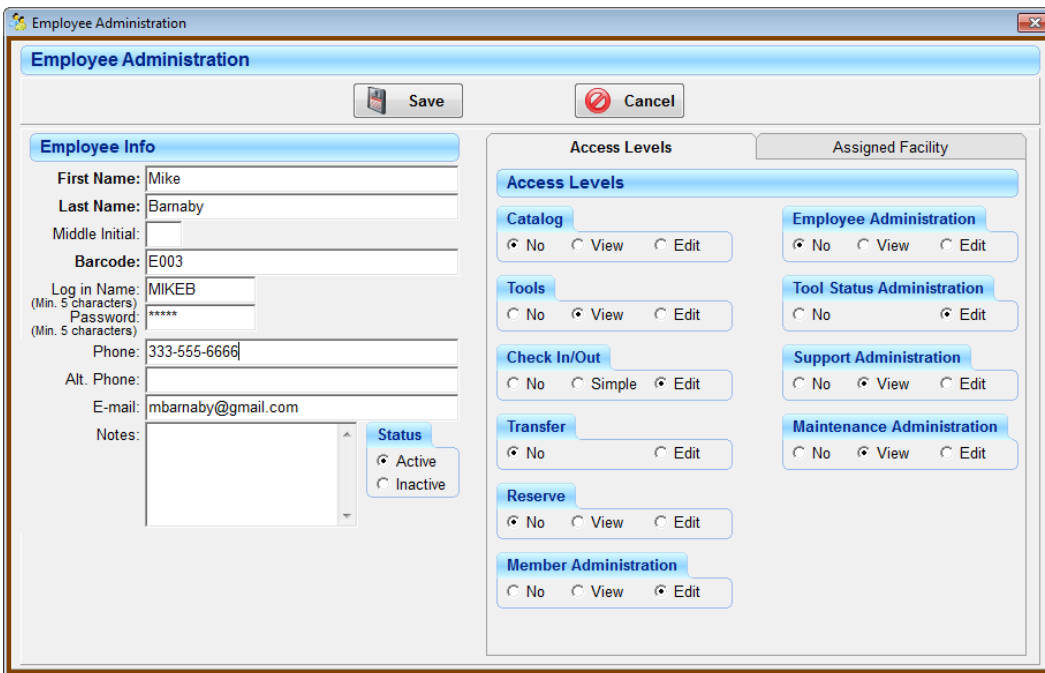 Employee Administration
Employee Administration
Save
Cancel
Employee Info
First Name: Mike
Last Name: Barnaby
Middle Initial:
Barcode: E003
Log in Name: MIKEB
(Min. 5 characters)
Password: *****
(Min. 5 characters)
Phone: 333-555-6666
Alt. Phone:
E-mail: mbarnaby@gmail.com
Notes:
Status
Active
Inactive
Access Levels Assigned Facility
Access Levels
Catalog
No View Edit
Tools
No View Edit
Check In/Out
No Simple Edit
Transfer
No Edit
Reserve
No View Edit
Member Administration
No View Edit
Employee Administration
No View Edit
Tool Status Administration
No Edit
Support Administration
No View Edit
Maintenance Administration
No View Edit